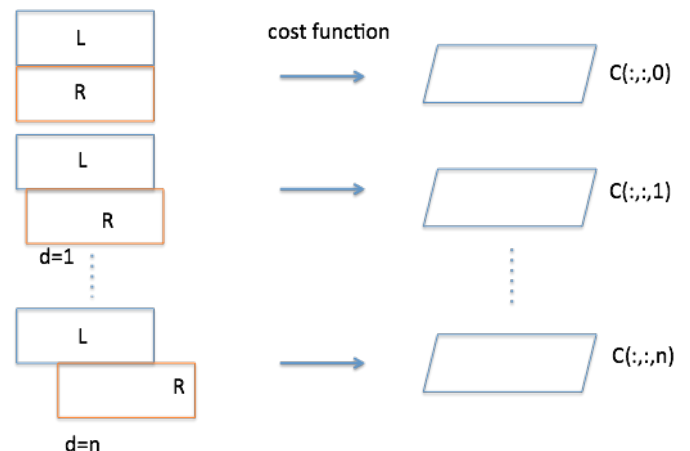 L
cost function
R
C(:,:,0)
L
R
C(:,:,1)
d=1
L
R
C(:,:,n)
d=n